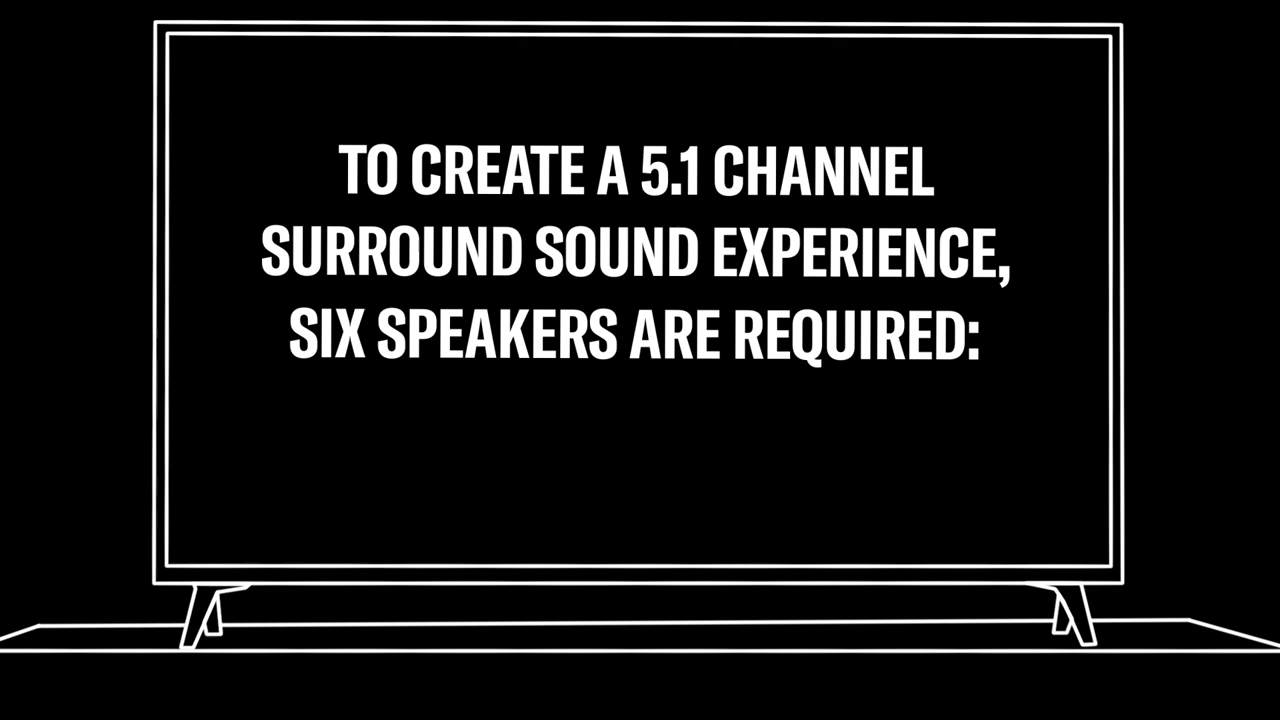 TO CREATE A 5.1 CHANNEL
SURROUND SOUND EXPERIENCE,
SIX SPEAKERS ARE REQUIRED: